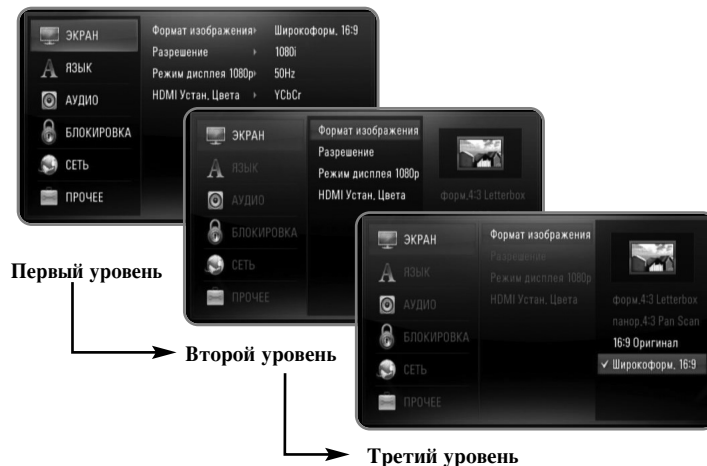 ЭКРАН
ЯЗЫК
АУДИО
БЛОКИРОВКА
СЕТЬ
ПРОЧЕЕ
Формат изображения Широкоформ. 16:9
Разрешение 1080i
Режим дисплея 1080p 50Hz
HDMI Устан. Цвета YCbCr
Первый уровень
ЭКРАН
ЯЗЫК
АУДИО
БЛОКИРОВКА
СЕТЬ
ПРОЧЕЕ
Формат изображения
Разрешение
Режим дисплея 1080p
HDMI Устан. Цвета
форм.4:3 Letterbox
Второй уровень
ЭКРАН
ЯЗЫК
АУДИО
БЛОКИРОВКА
СЕТЬ
ПРОЧЕЕ
Формат изображения
Разрешение
Режим дисплея 1080p
HDMI Устан. Цвета
форм.4:3 Letterbox
панор.4:3 Pan Scan
16:9 Оригинал
✓ Широкоформ. 16:9
Третий уровень